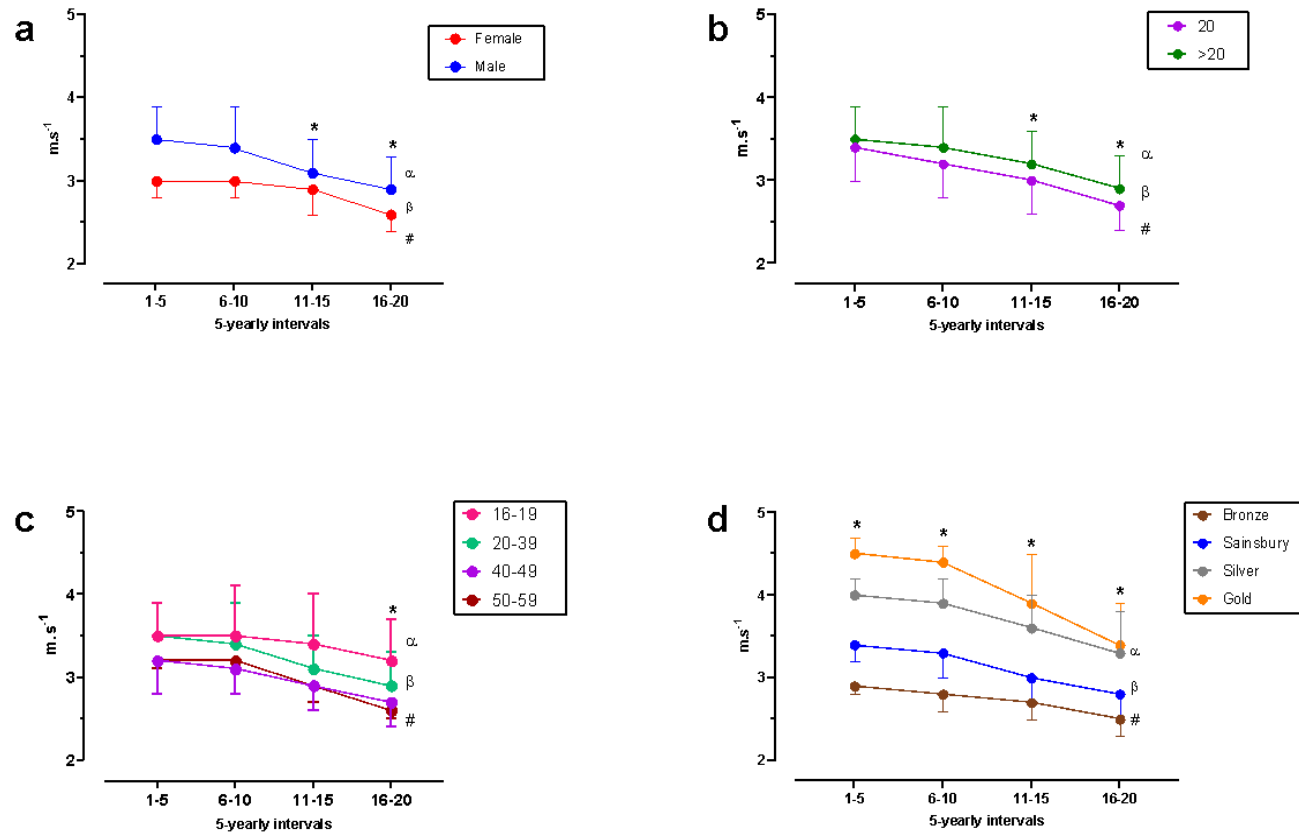 a
Female
Male
5
4
3
2
m.s-1
*
*
α
β
#
1-5
6-10
11-15
16-20
5-yearly intervals
b
20
>20
5
4
3
2
m.s-1
*
*
α
β
#
1-5
6-10
11-15
16-20
5-yearly intervals
c
16-19
20-39
40-49
50-59
5
4
3
2
m.s-1
*
α
β
#
1-5
6-10
11-15
16-20
5-yearly intervals
d
Bronze
Sainsbury
Silver
Gold
5
4
3
2
m.s-1
*
*
*
*
α
β
#
1-5
6-10
11-15
16-20
5-yearly intervals